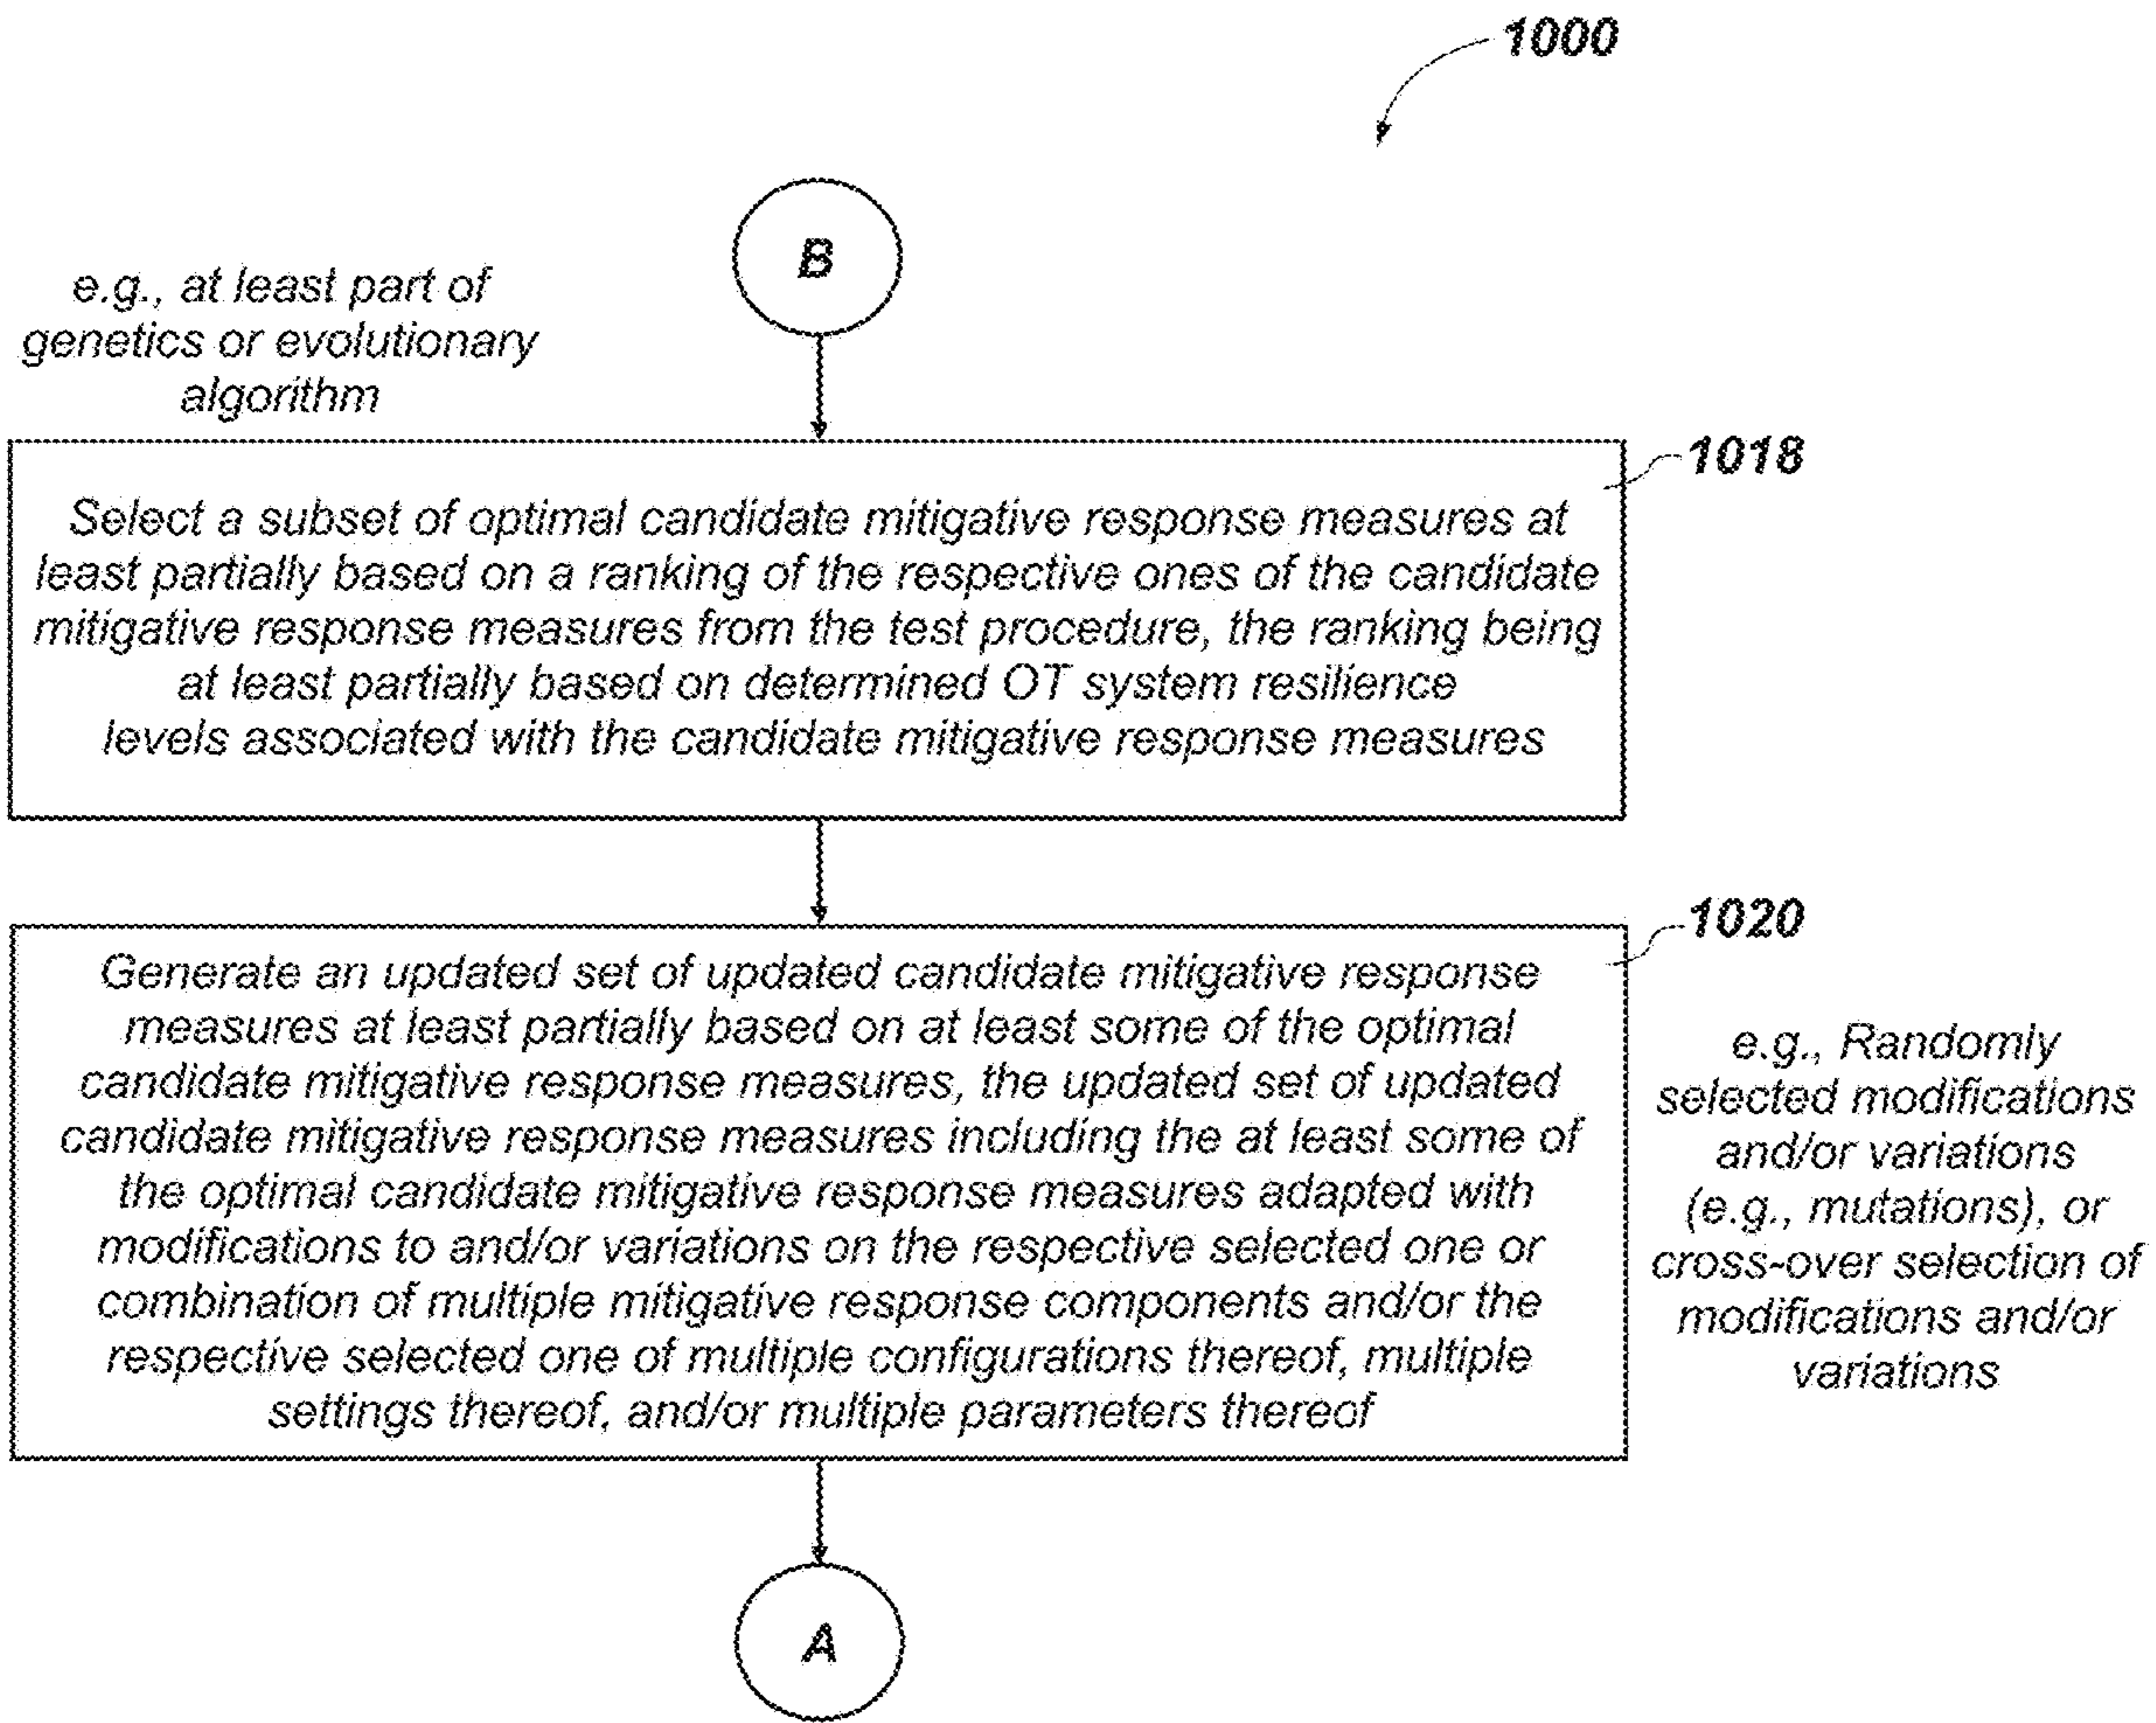 1000
B
e.g., at least part of
genetics or evolutionary
algorithm
1018
Select a subset of optimal candidate mitigative response measures at
least partially based on a ranking of the respective ones of the candidate
mitigative response measures from the test procedure, the ranking being
at least partially based on determined OT system resilience
levels associated with the candidate mitigative response measures
1020
Generate an updated set of updated candidate mitigative response
measures at least partially based on at least some of the optimal
candidate mitigative response measures, the updated set of updated
candidate mitigative response measures including the at least some of
the optimal candidate mitigative response measures adapted with
modifications to and/or variations on the respective selected one or
combination of multiple mitigative response components and/or the
respective selected one of multiple configurations thereof, multiple
settings thereof, and/or multiple parameters thereof
e.g., Randomly
selected modifications
and/or variations
(e.g., mutations), or
cross-over selection of
modifications and/or
variations
A